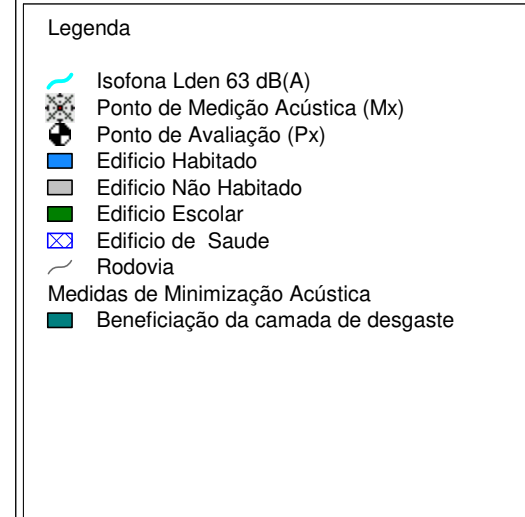 Legenda
Isofona Lden 63 dB(A)
Ponto de Medição Acústica (Mx)
Ponto de Avaliação (Px)
Edificio Habitado
Edificio Não Habitado
Edificio Escolar
Edificio de Saude
Rodovia
Medidas de Minimização Acústica
Beneficiação da camada de desgaste